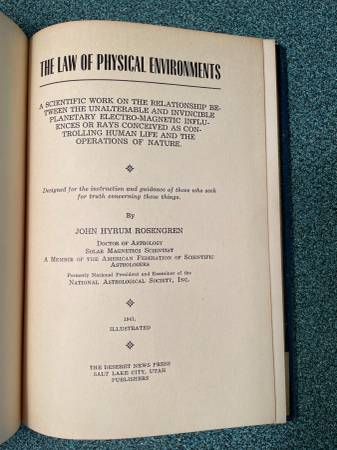 THE LAW OF PHYSICAL ENVIRONMENTS
A SCIENTIFIC WORK ON THE RELATIONSHIP BE-
TWEEN THE UNALTERABLE AND INVINCIBLE
PLANETARY ELECTRO-MAGNETIC INFLU-
ENCES OR RAYS CONCEIVED AS CON-
TROLLING HUMAN LIFE AND THE
OPERATIONS OF NATURE.
Designed for the instruction and guidance of those who seek
for truth concerning these things.
By
JOHN HYRUM ROSENGREN
DOCTOR OF ASTROLOGY
SOLAR MAGNETICS SCIENTIST
A MEMBER OF THE AMERICAN FEDERATION OF SCIENTIFIC
ASTROLOGERS
Formerly National President and Examiner of the
NATIONAL ASTROLOGICAL SOCIETY, INC.
1941,
ILLUSTRATED
THE DESERET NEWS PRESS
SALT LAKE CITY, UTAH
PUBLISHERS